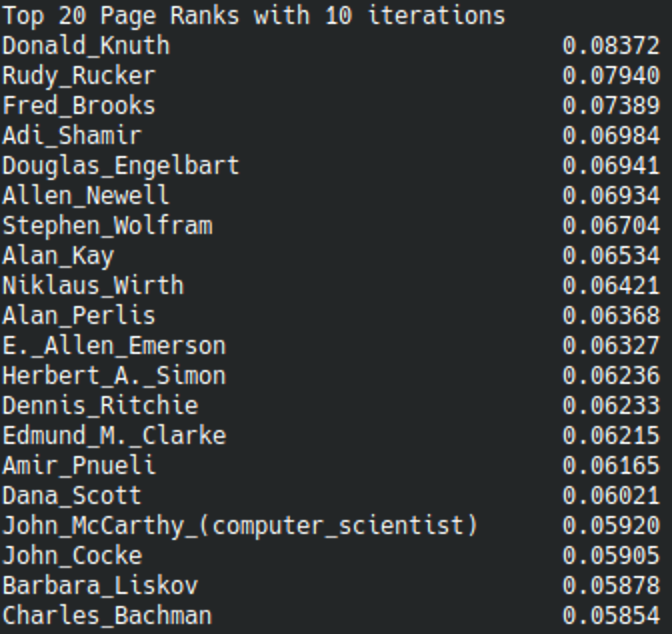 Top 20 Page Ranks with 10 iterations
Donald_Knuth 0.08372
Rudy_Rucker 0.07940
Fred_Brooks 0.07389
Adi_Shamir 0.06984
Douglas_Engelbart 0.06941
Allen_Newell 0.06934
Stephen_Wolfram 0.06704
Alan_Kay 0.06534
Niklaus_Wirth 0.06421
Alan_Perlis 0.06368
E._Allen_Emerson 0.06327
Herbert_A._Simon 0.06236
Dennis_Ritchie 0.06233
Edmund_M._Clarke 0.06215
Amir_Pnueli 0.06165
Dana_Scott 0.06021
John_McCarthy_(computer_scientist) 0.05920
John_Cocke 0.05905
Barbara_Liskov 0.05878
Charles_Bachman 0.05854